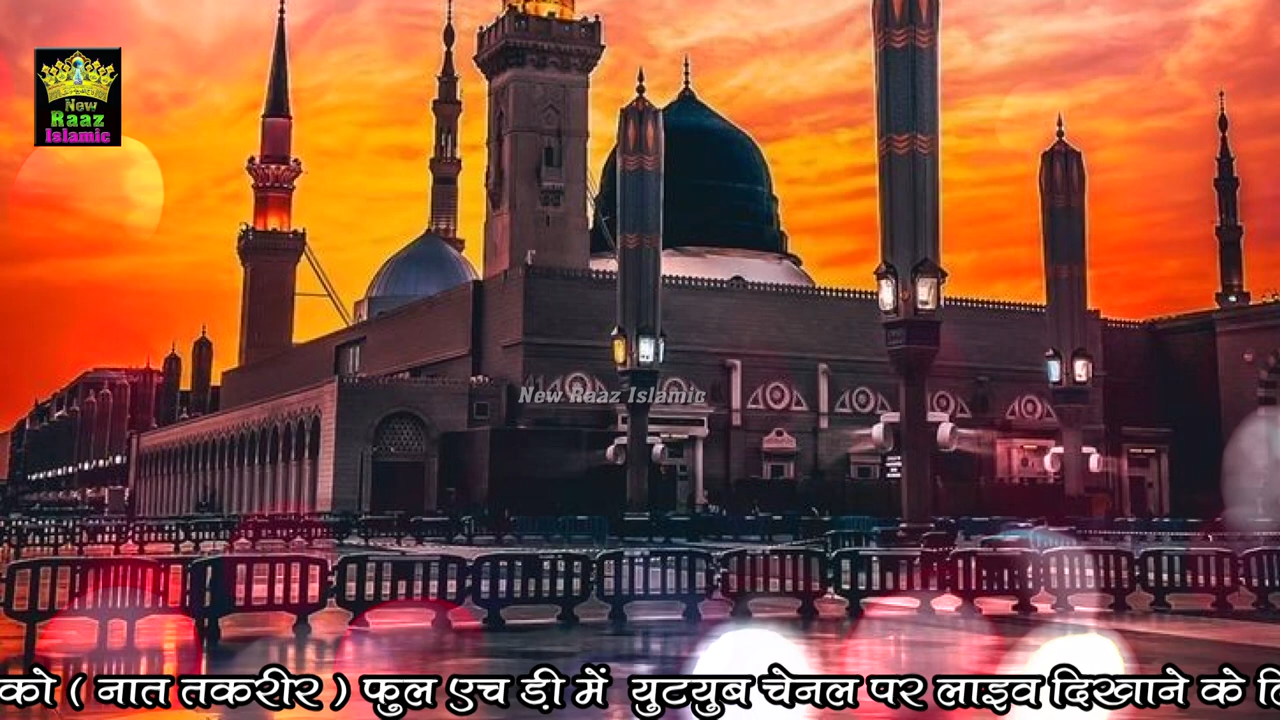 New
Raaz
Islamic
New Raaz Islamic
को ( नात तकरीर ) फुल एच ड़ी में युटयुब चेनल पर लाइव दिखाने के